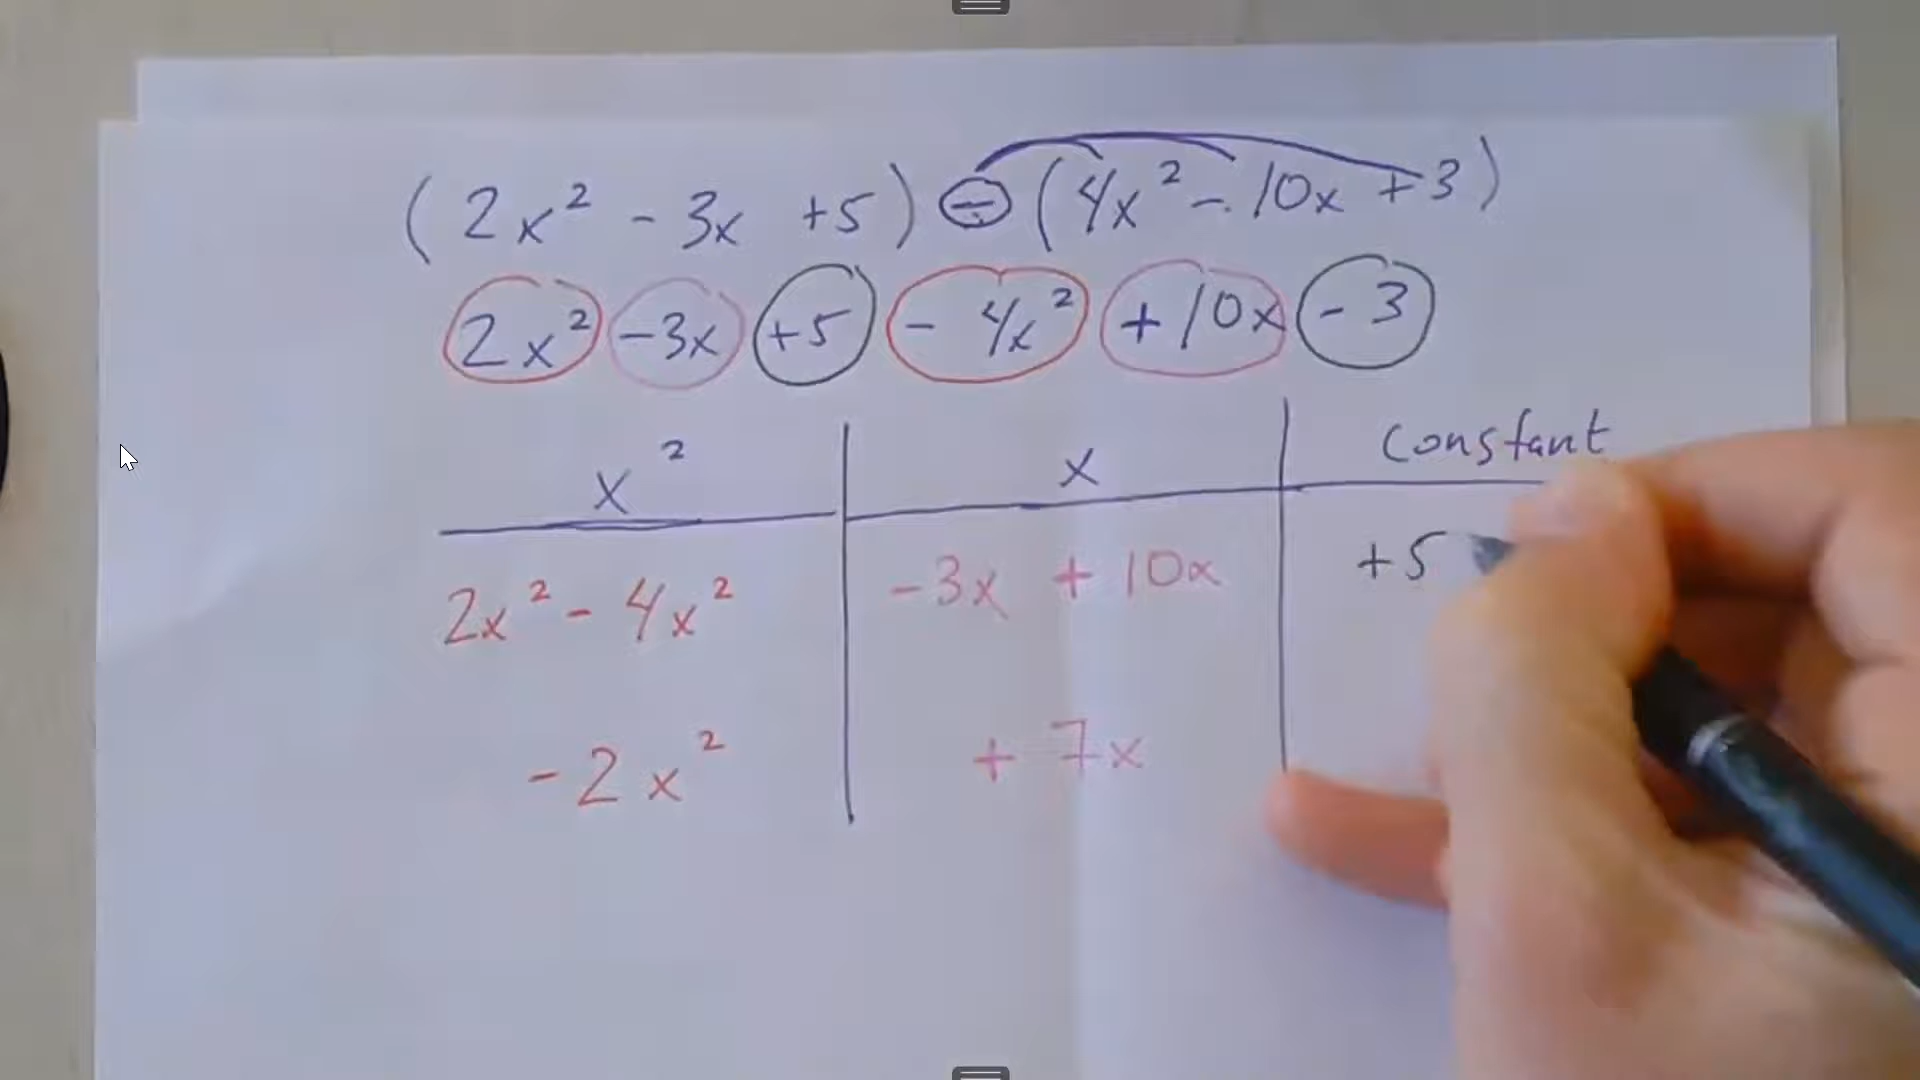 (2x² - 3x + 5) - (4x² - 10x + 3)
2x² - 3x + 5 - 4x² + 10x - 3
x² x constant
2x² - 4x² -3x + 10x +5
-2x² + 7x